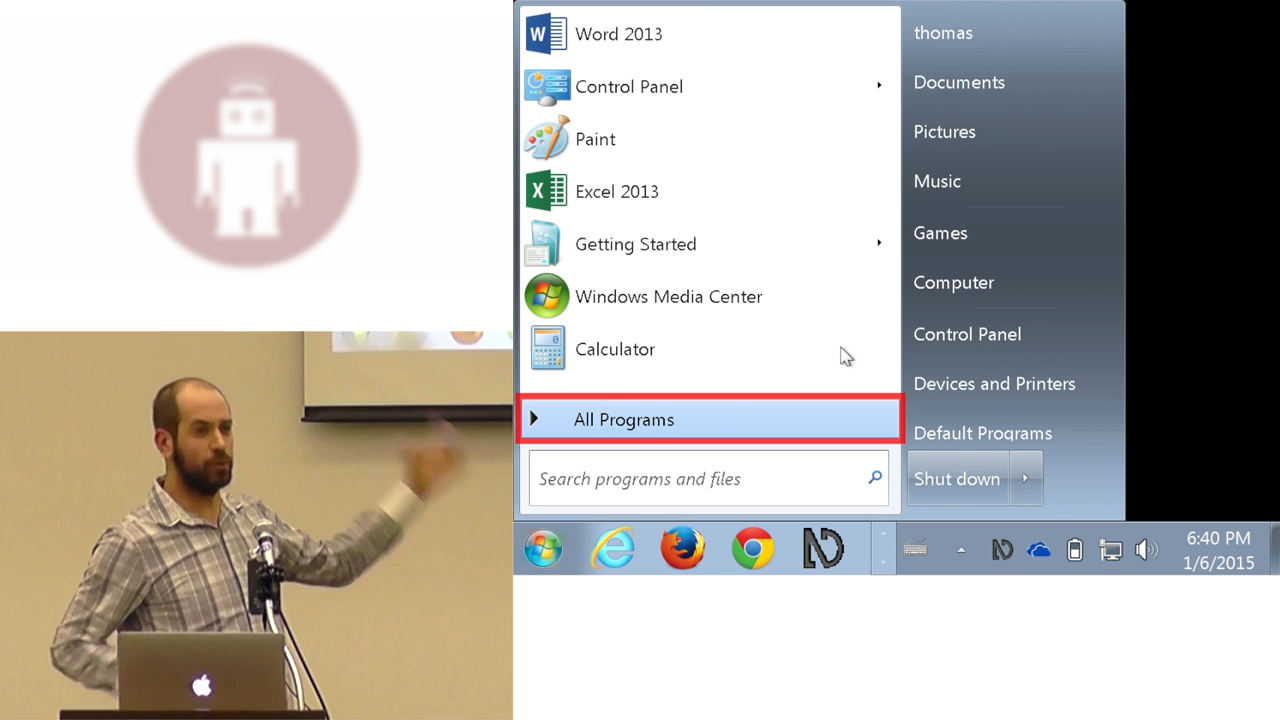 Word 2013
Control Panel
Paint
Excel 2013
Getting Started
Windows Media Center
Calculator
All Programs
Search programs and files
thomas
Documents
Pictures
Music
Games
Computer
Control Panel
Devices and Printers
Default Programs
Shut down
6:40 PM
1/6/2015